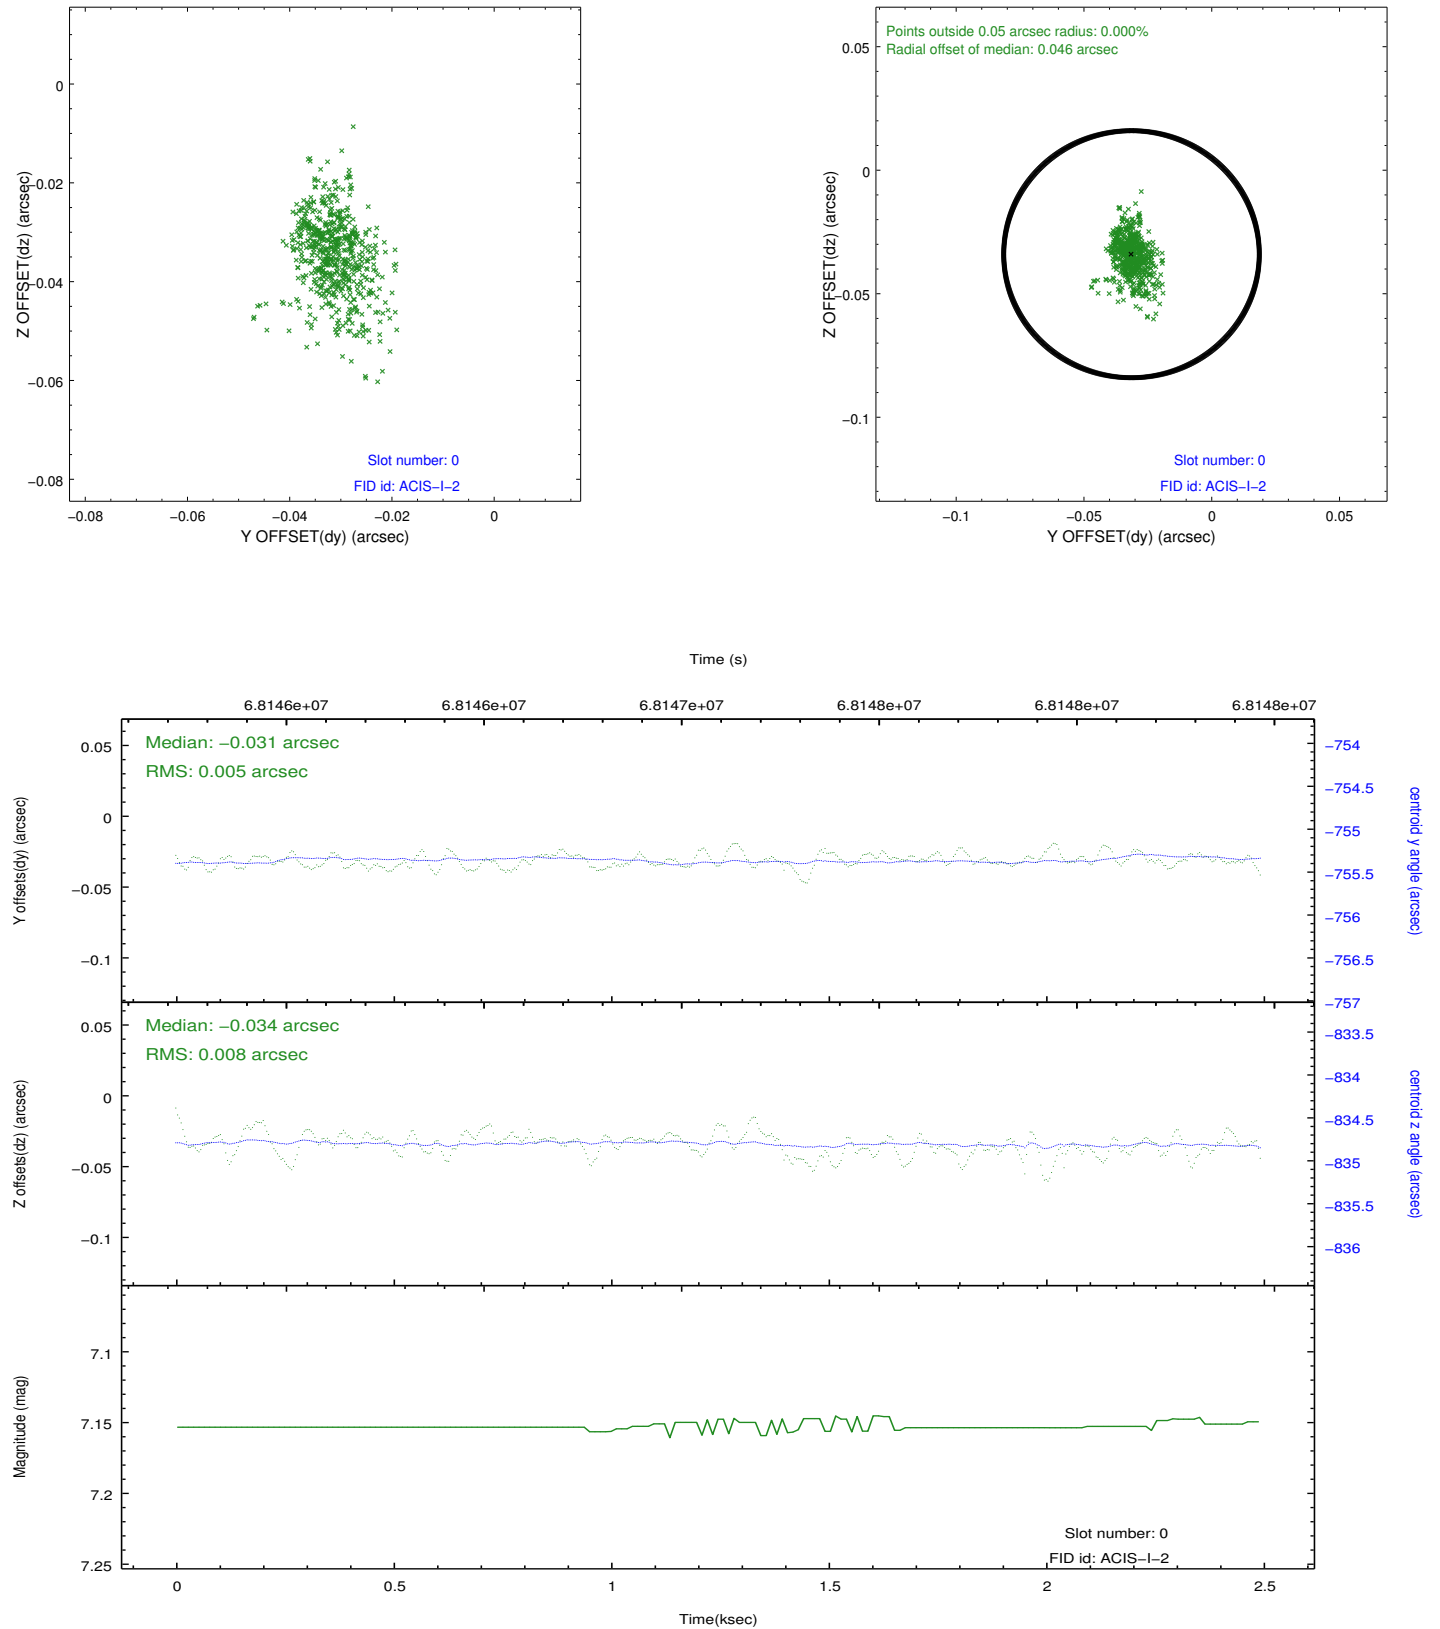 0
−0.02
−0.04
−0.06
−0.08
Z OFFSET(dz) (arcsec)
Slot number: 0
FID id: ACIS−I−2
−0.08
−0.06
−0.04
−0.02
0
Y OFFSET(dy) (arcsec)
Points outside 0.05 arcsec radius: 0.000%
Radial offset of median: 0.046 arcsec
0.05
0
−0.05
−0.1
Z OFFSET(dz) (arcsec)
Slot number: 0
FID id: ACIS−I−2
−0.1
−0.05
0
0.05
Y OFFSET(dy) (arcsec)
Time (s)
6.8146e+07
6.8146e+07
6.8147e+07
6.8148e+07
6.8148e+07
6.8148e+07
Median: −0.031 arcsec
RMS: 0.005 arcsec
0.05
0
−0.05
−0.1
Y offsets(dy) (arcsec)
−754
−754.5
−755
−755.5
−756
−756.5
−757
centroid y angle (arcsec)
Median: −0.034 arcsec
RMS: 0.008 arcsec
0.05
0
−0.05
−0.1
Z offsets(dz) (arcsec)
−833.5
−834
−834.5
−835
−835.5
−836
centroid z angle (arcsec)
7.1
7.15
7.2
7.25
Magnitude (mag)
Slot number: 0
FID id: ACIS−I−2
0
0.5
1
1.5
2
2.5
Time(ksec)